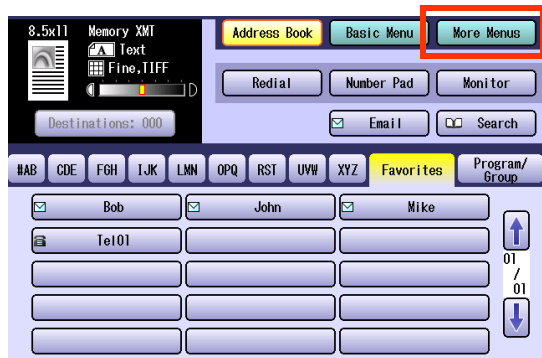 8.5x11 Memory XMT
A Text
Fine,TIFF
Destinations: 000
Address Book Basic Menu More Menus
Redial Number Pad Monitor
Email Search
#AB CDE FGH IJK LMN OPQ RST UVW XYZ Favorites Program/
Group
Bob John Mike
Tel01
01
/
01